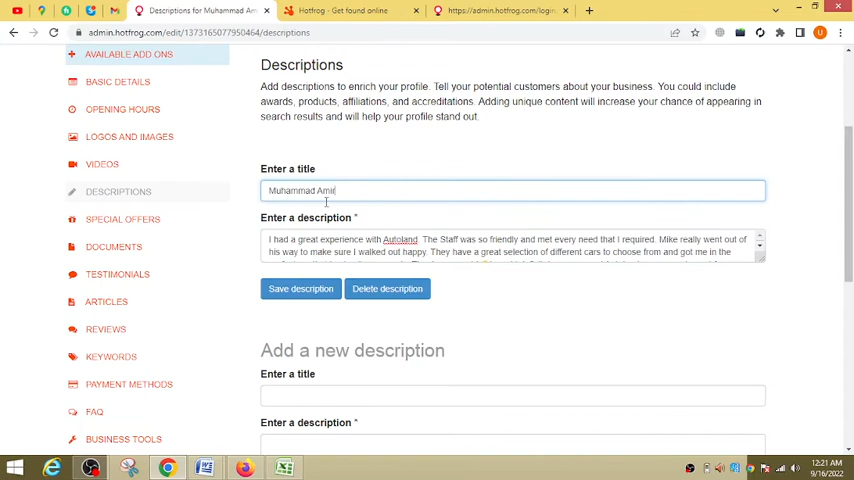 Descriptions for Muhammad Am
Hotfrog - Get found online
https://admin.hotfrog.com/login
admin.hotfrog.com/edit/1373165077950464/descriptions
U
AVAILABLE ADD ONS
BASIC DETAILS
OPENING HOURS
LOGOS AND IMAGES
VIDEOS
DESCRIPTIONS
SPECIAL OFFERS
DOCUMENTS
TESTIMONIALS
ARTICLES
REVIEWS
KEYWORDS
PAYMENT METHODS
FAQ
BUSINESS TOOLS
Descriptions
Add descriptions to enrich your profile. Tell your potential customers about your business. You could include
awards, products, affiliations, and accreditations. Adding unique content will increase your chance of appearing in
search results and will help your profile stand out.
Enter a title
Muhammad Amir
Enter a description *
I had a great experience with Autoland. The Staff was so friendly and met every need that I required. Mike really went out of
his way to make sure I walked out happy. They have a great selection of different cars to choose from and got me in the
Save description
Delete description
Add a new description
Enter a title
Enter a description *
12:21 AM
9/16/2022